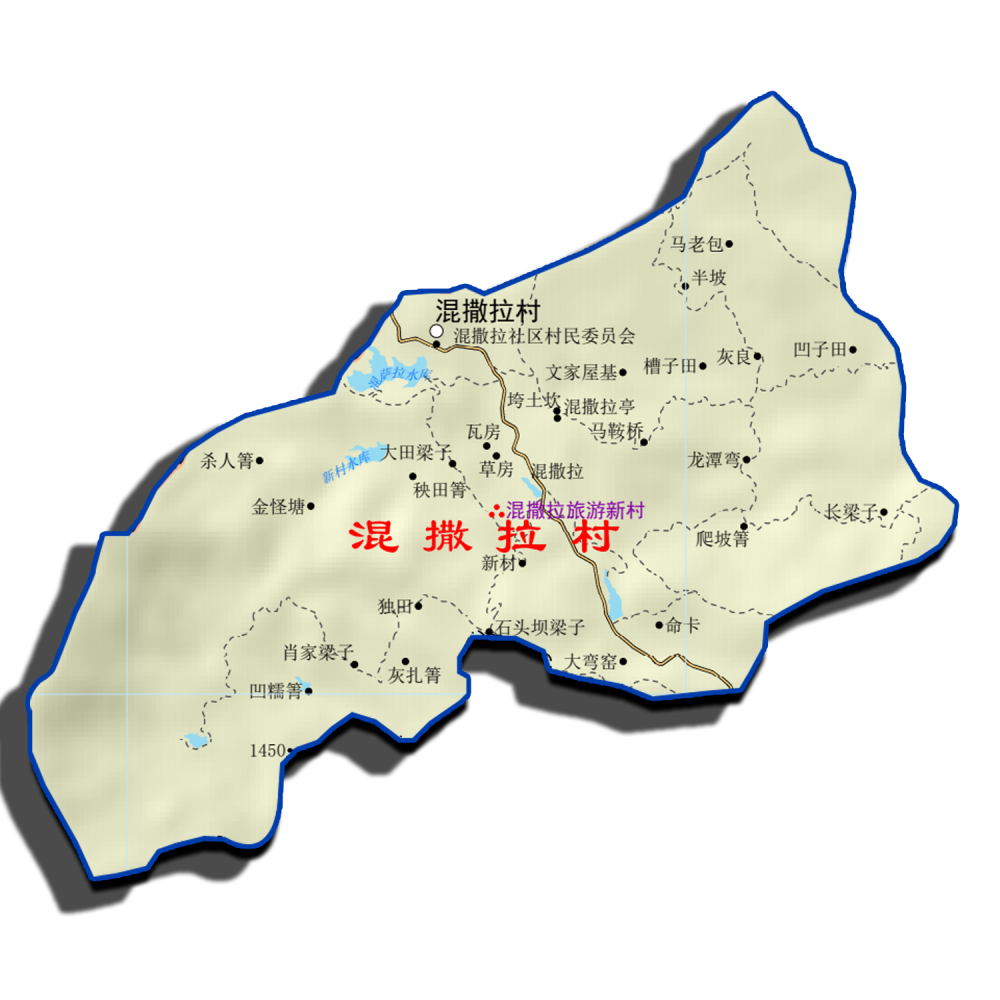 马老包
半坡
混撒拉村
混撒拉社区村民委员会
灰良
凹子田
文家屋基
槽子田
混萨拉水库
垮土坎
混撒拉亭
马鞍桥
瓦房
大田梁子
杀人箐
新村水库
草房
混撒拉
龙潭弯
秧田箐
金怪塘
混撒拉旅游新村
长梁子
混撒拉村
爬坡箐
新村
独田
石头坝梁子
命卡
肖家梁子
大弯窑
灰扎箐
凹糯箐
1450